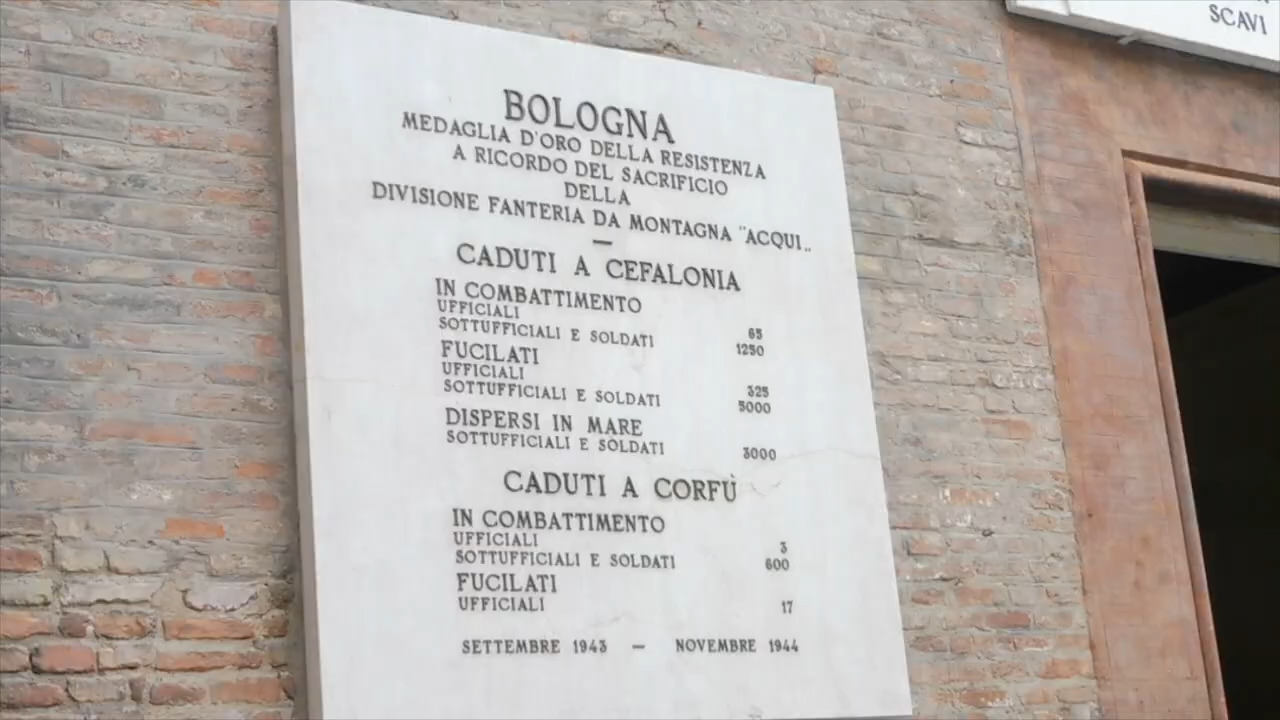 SCAVI
BOLOGNA
MEDAGLIA D'ORO DELLA RESISTENZA
A RICORDO DEL SACRIFICIO
DELLA
DIVISIONE FANTERIA DA MONTAGNA "ACQUI„
—
CADUTI A CEFALONIA
IN COMBATTIMENTO
UFFICIALI 65
SOTTUFFICIALI E SOLDATI 1250
FUCILATI
UFFICIALI 325
SOTTUFFICIALI E SOLDATI 5000
DISPERSI IN MARE
SOTTUFFICIALI E SOLDATI 3000
CADUTI A CORFÙ
IN COMBATTIMENTO
UFFICIALI 3
SOTTUFFICIALI E SOLDATI 600
FUCILATI
UFFICIALI 17
SETTEMBRE 1943 — NOVEMBRE 1944